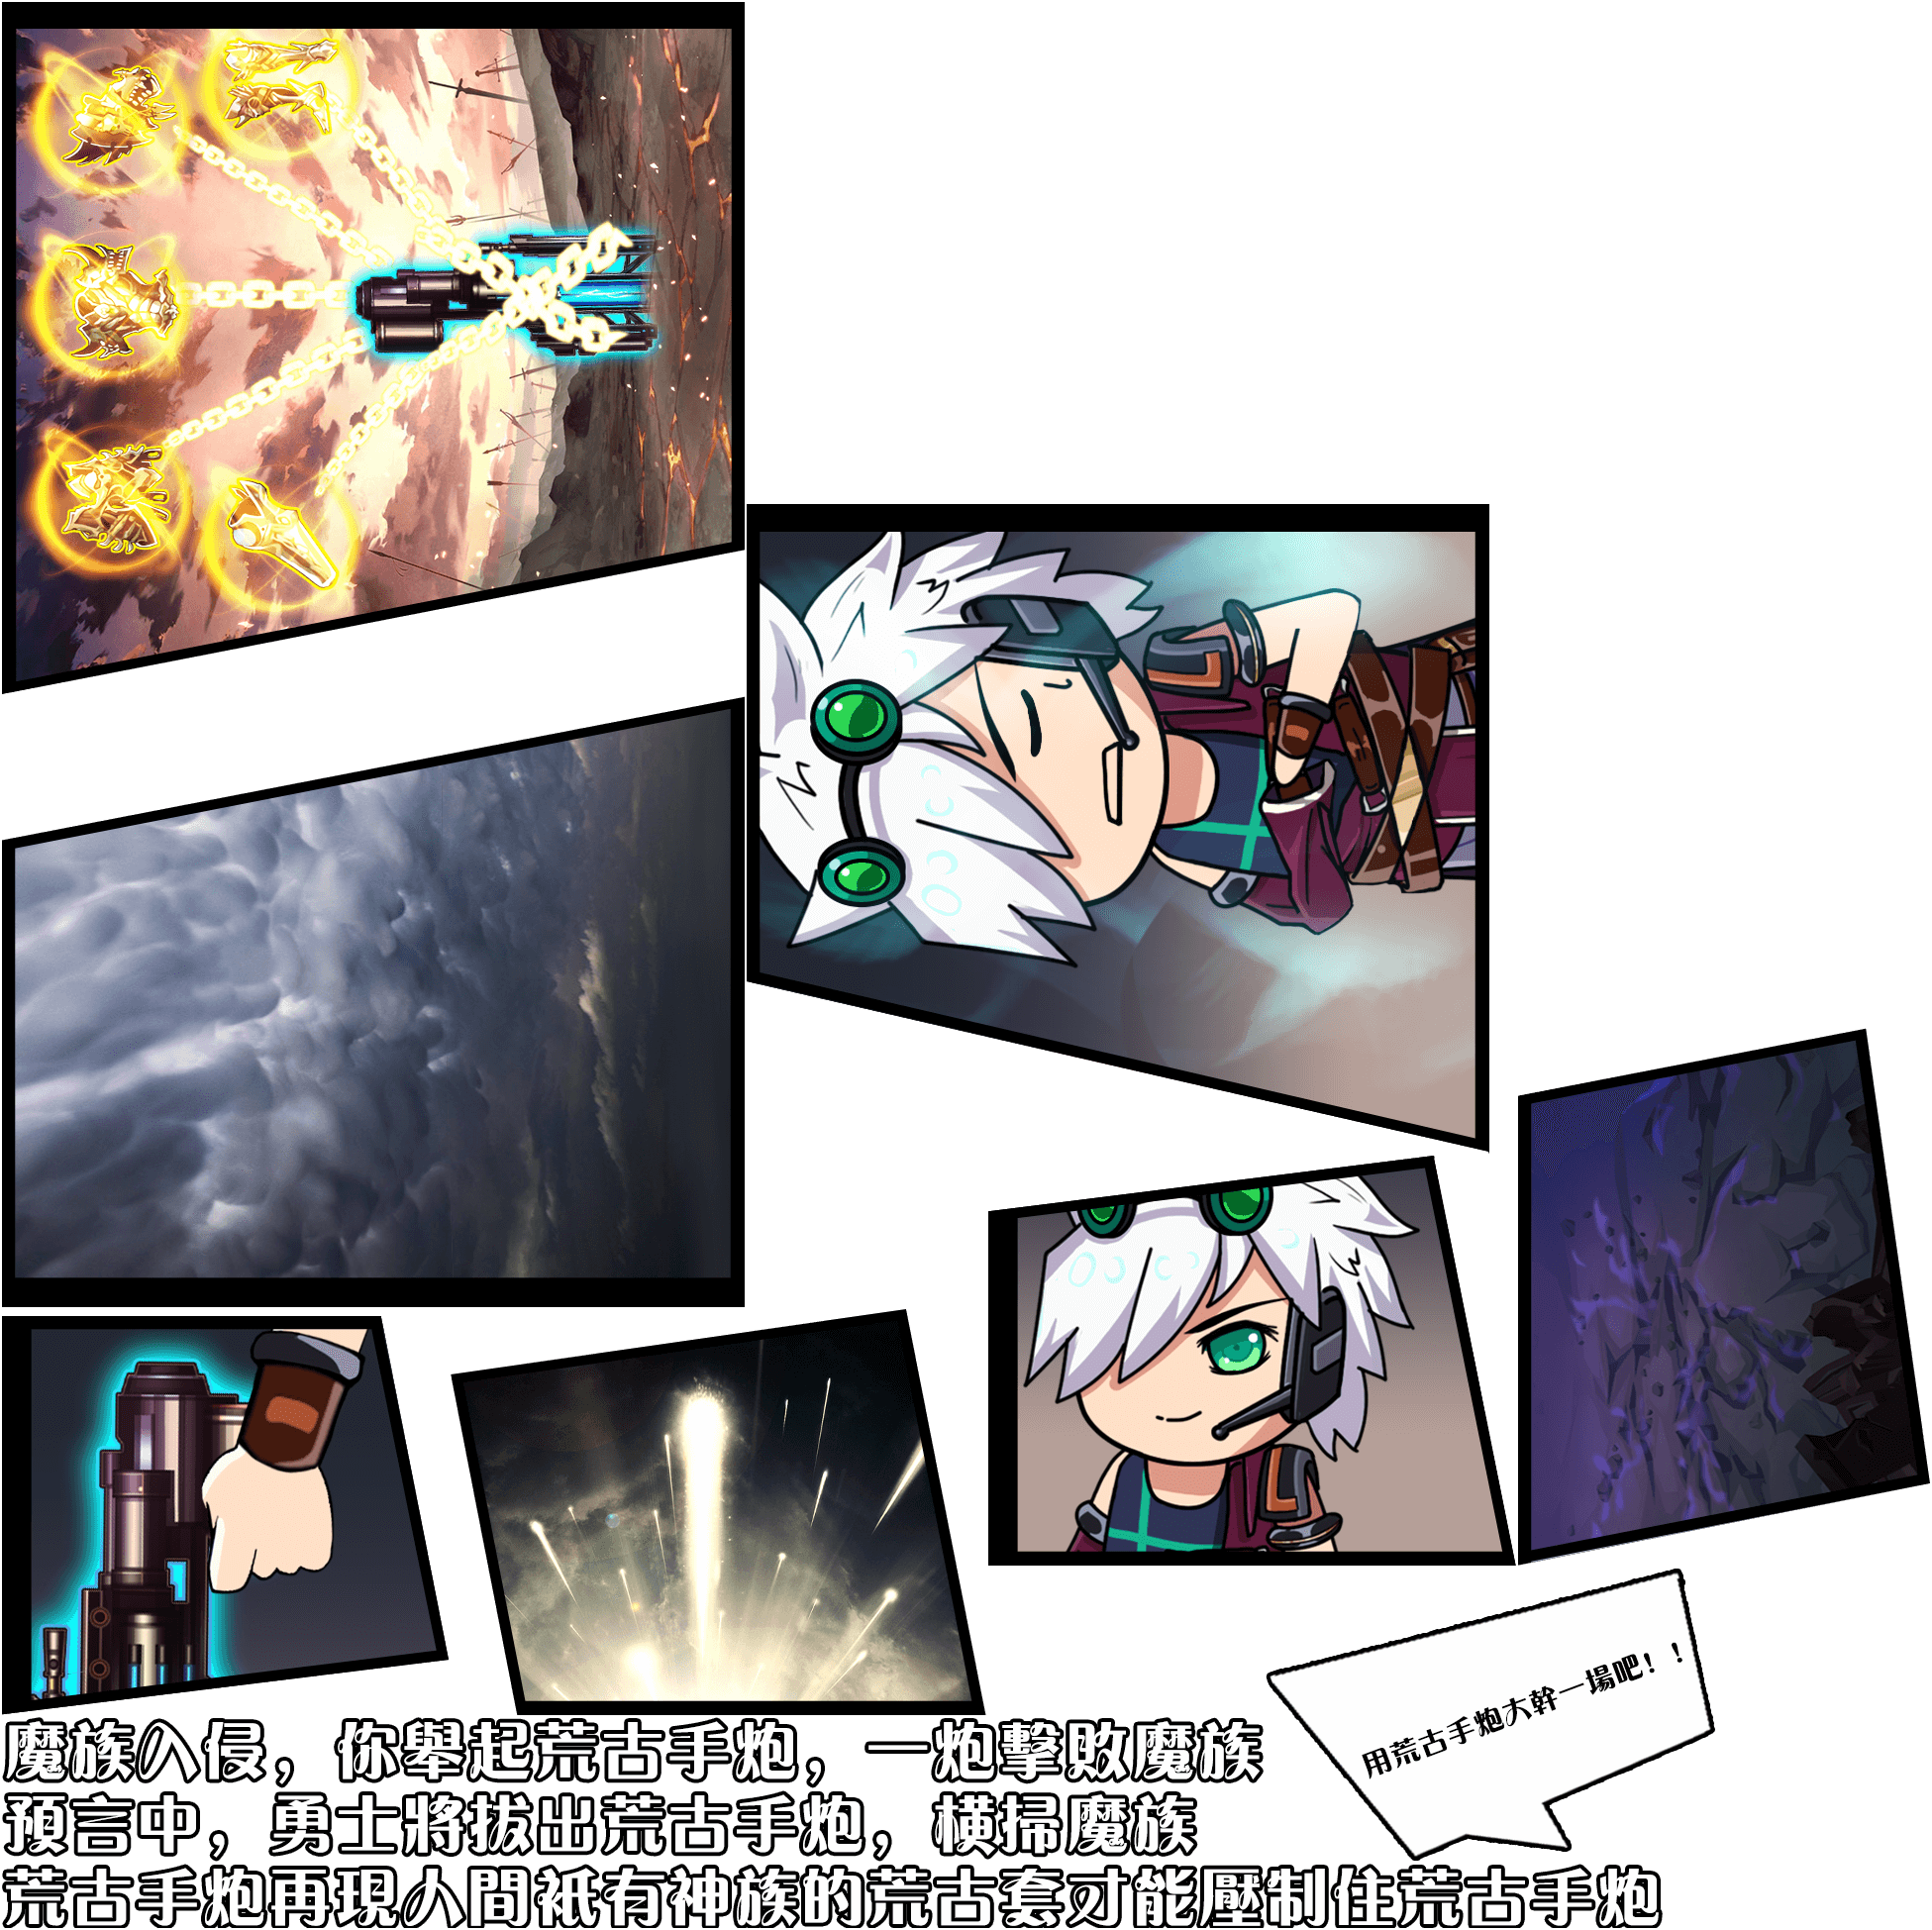 用荒古手炮大幹一場吧！！
魔族入侵，你舉起荒古手炮，一炮擊敗魔族
預言中，勇士將拔出荒古手炮，橫掃魔族
荒古手炮再現人間衹有神族的荒古套才能壓制住荒古手炮